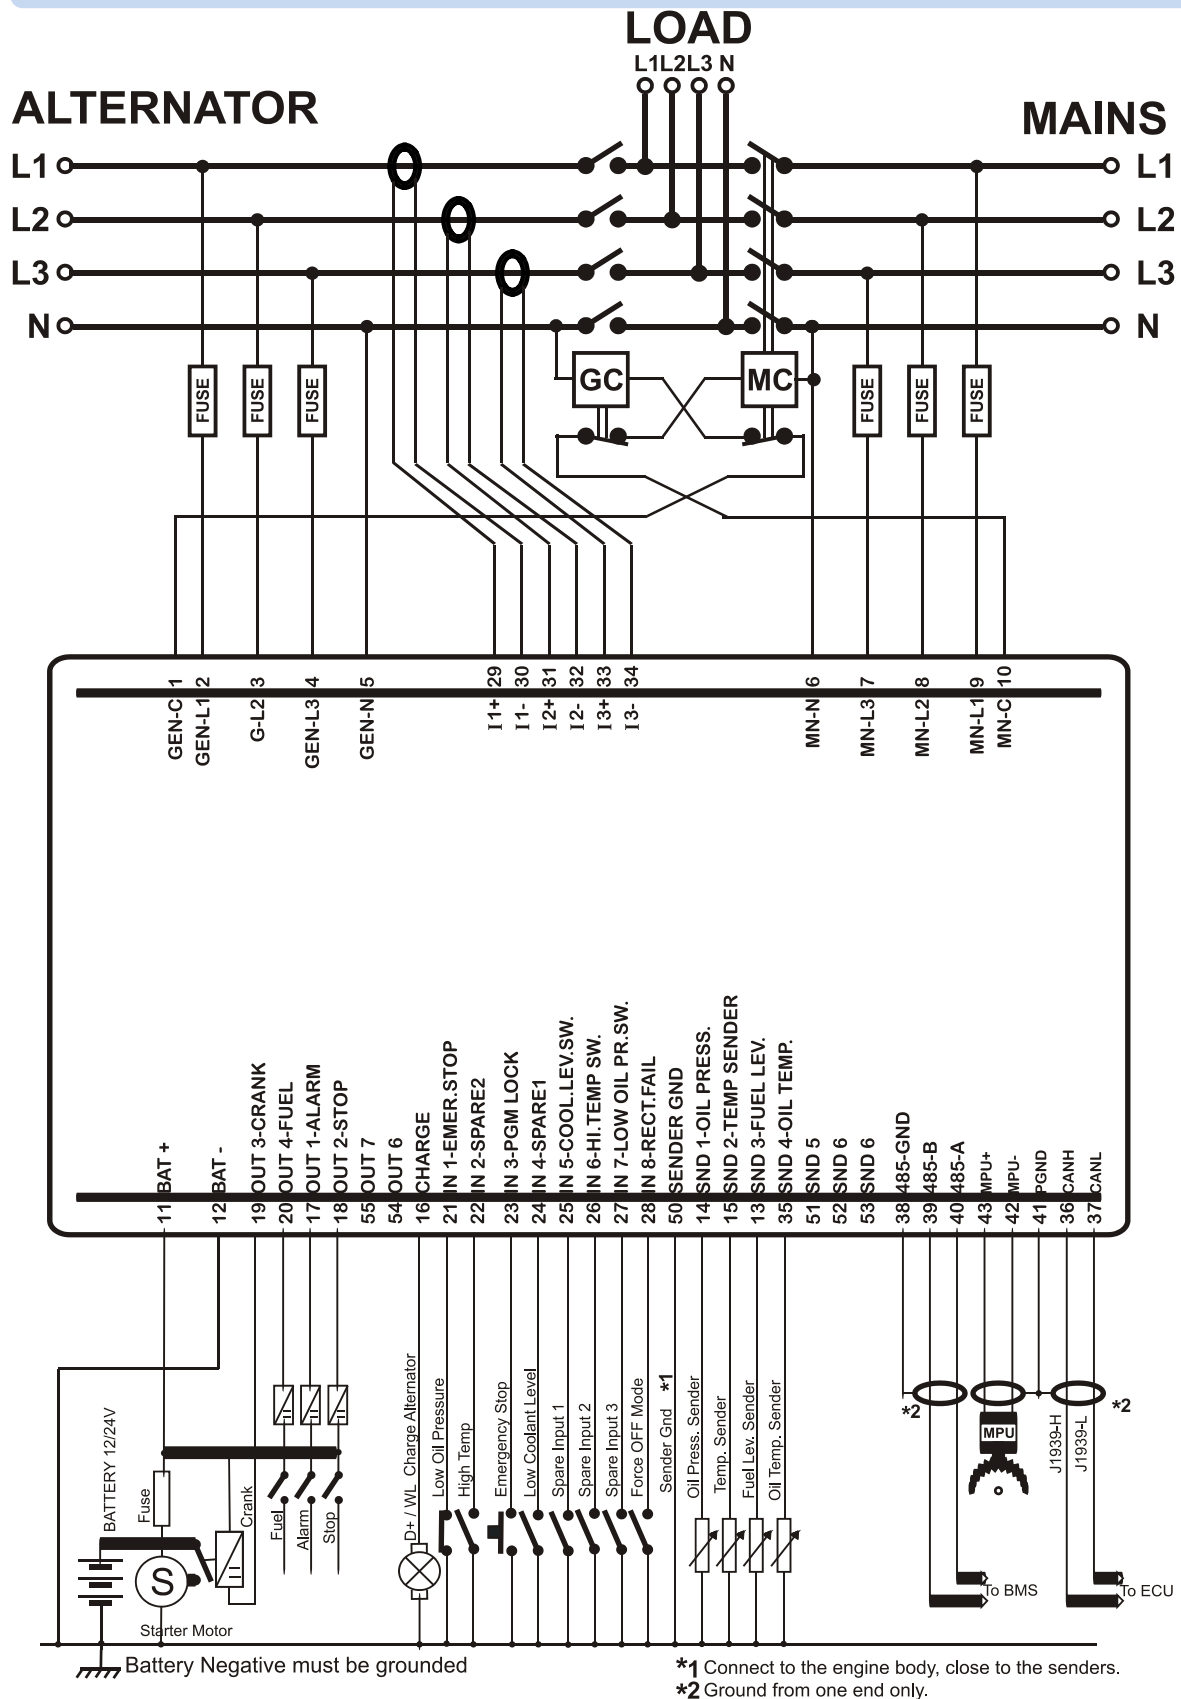 LOAD
L1 L2 L3 N
ALTERNATOR
MAINS
L1
L1
L2
L2
L3
L3
N
N
FUSE
FUSE
FUSE
GC
MC
FUSE
FUSE
FUSE
GEN-C 1
GEN-L1 2
G-L2 3
GEN-L3 4
GEN-N 5
I1+ 29
I1- 30
I2+ 31
I2- 32
I3+ 33
I3- 34
MN-N 6
MN-L3 7
MN-L2 8
MN-L1 9
MN-C 10
11 BAT +
12 BAT -
19 OUT 3-CRANK
20 OUT 4-FUEL
17 OUT 1-ALARM
18 OUT 2-STOP
55 OUT 7
54 OUT 6
16 CHARGE
21 IN 1-EMER.STOP
22 IN 2-SPARE2
23 IN 3-PGM LOCK
24 IN 4-SPARE1
25 IN 5-COOL.LEV.SW.
26 IN 6-HI.TEMP SW.
27 IN 7-LOW OIL PR.SW.
28 IN 8-RECT.FAIL
50 SENDER GND
14 SND 1-OIL PRESS.
15 SND 2-TEMP SENDER
13 SND 3-FUEL LEV.
35 SND 4-OIL TEMP.
51 SND 5
52 SND 6
53 SND 6
38 485-GND
39 485-B
40 485-A
43 MPU+
42 MPU-
41 PGND
36 CANH
37 CANL
BATTERY 12/24V
Fuse
Crank
Fuel
Alarm
Stop
D+ / WL Charge Alternator
Low Oil Pressure
High Temp
Emergency Stop
Low Coolant Level
Spare Input 1
Spare Input 2
Spare Input 3
Force OFF Mode
Sender Gnd *1
Oil Press. Sender
Temp. Sender
Fuel Lev. Sender
Oil Temp. Sender
*2
MPU
J1939-H
J1939-L
*2
S
Starter Motor
To BMS
To ECU
Battery Negative must be grounded
*1 Connect to the engine body, close to the senders.
*2 Ground from one end only.